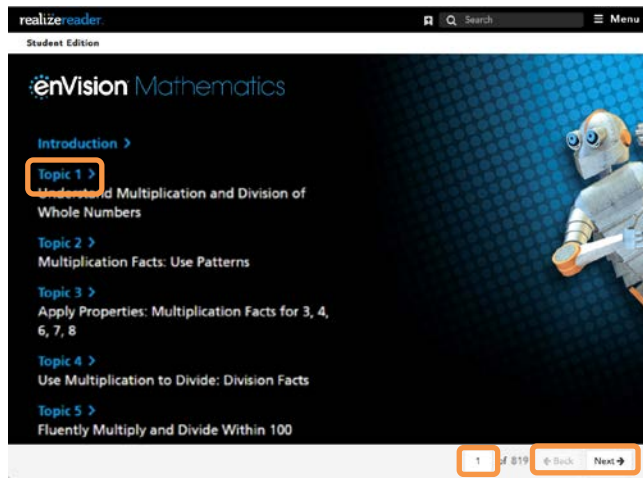 realizereader.
Search
Menu
Student Edition
enVision Mathematics
Introduction >
Topic 1 >
Understand Multiplication and Division of
Whole Numbers
Topic 2 >
Multiplication Facts: Use Patterns
Topic 3 >
Apply Properties: Multiplication Facts for 3, 4,
6, 7, 8
Topic 4 >
Use Multiplication to Divide: Division Facts
Topic 5 >
Fluently Multiply and Divide Within 100
1 of 819 ← Back Next →